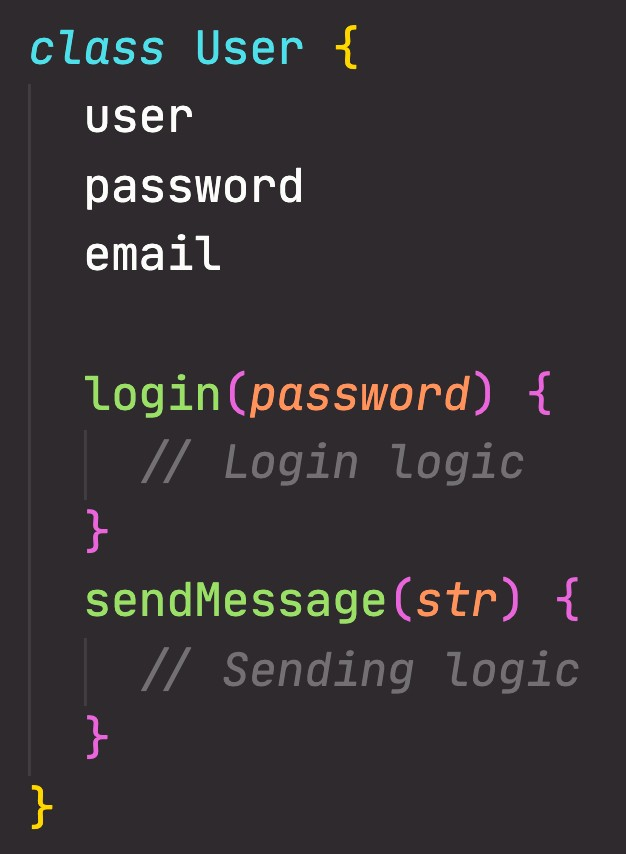 class User {
user
password
email
login(password) {
// Login logic
}
sendMessage(str) {
// Sending logic
}
}